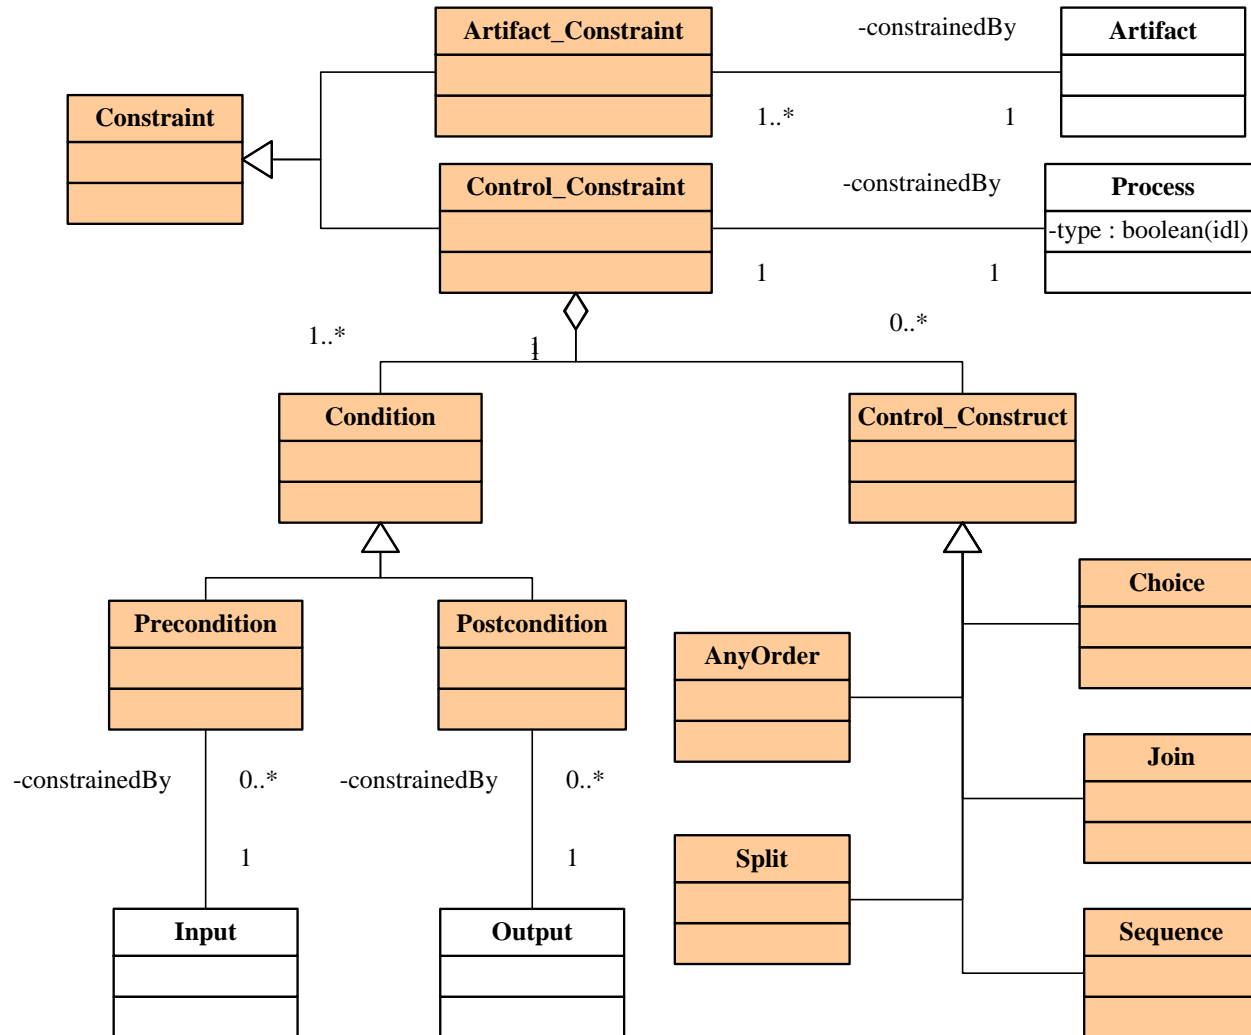 Artifact_Constraint
-constrainedBy
Artifact
Constraint
1..*
1
Control_Constraint
-constrainedBy
Process
-type : boolean(idl)
1
1
1..*
1
1
0..*
Condition
Control_Construct
Choice
Precondition
Postcondition
AnyOrder
Join
-constrainedBy
0..*
-constrainedBy
0..*
1
1
Split
Input
Output
Sequence